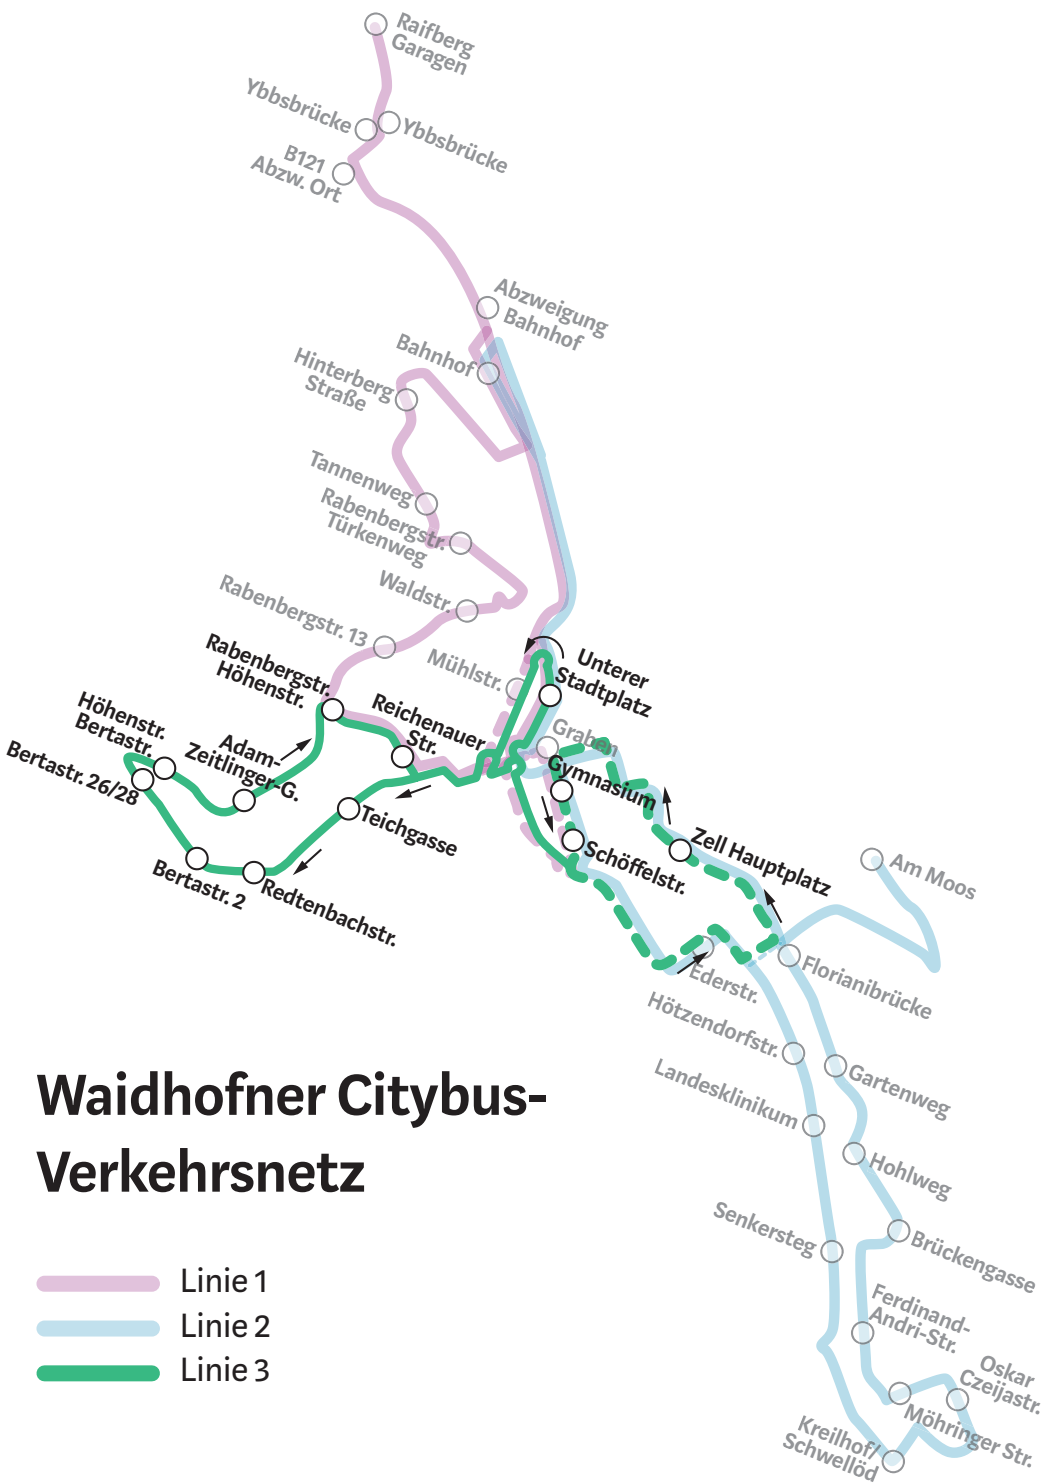 Raifberg
Garagen
Ybbsbrücke
Ybbsbrücke
B121
Abzw. Ort
Abzweigung
Bahnhof
Bahnhof
Hinterberg
Straße
Tannenweg
Rabenbergstr.
Türkenweg
Waldstr.
Rabenbergstr. 13
Rabenbergstr.
Höhenstr.
Mühlstr.
Unterer
Stadtplatz
Höhenstr.
Bertastr.
Adam-
Zeitlinger-G.
Reichenauer
Str.
Graben
Gymnasium
Bertastr. 26/28
Teichgasse
Schöffelstr.
Zell Hauptplatz
Am Moos
Bertastr. 2
Redtenbachstr.
Ederstr.
Florianibrücke
Hötzendorfstr.
Gartenweg
Landesklinikum
Hohlweg
Senkersteg
Brückengasse
Ferdinand-
Andri-Str.
Oskar
Czeijastr.
Möhringer Str.
Kreilhof/
Schwellöd
Waidhofner Citybus-
Verkehrsnetz
Linie 1
Linie 2
Linie 3